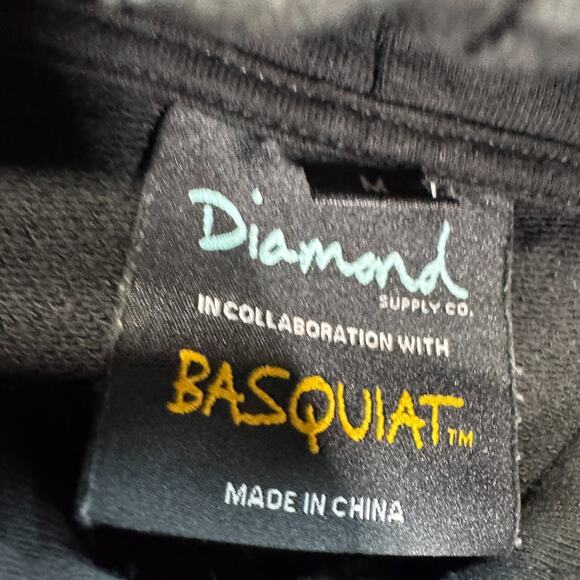 M
Diamond
SUPPLY CO.
IN COLLABORATION WITH
BASQUIAT™
MADE IN CHINA